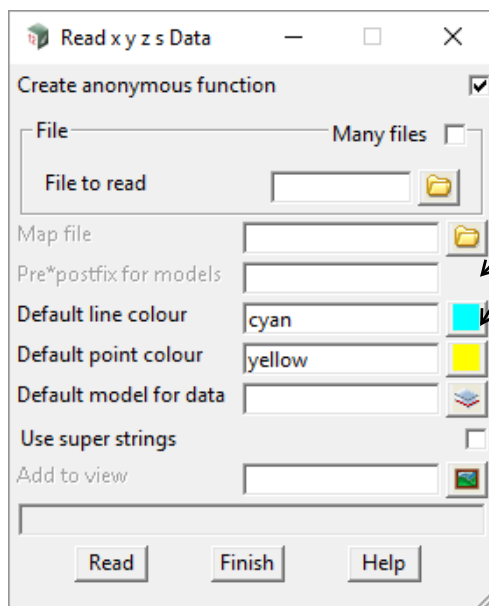 Read x y z s Data
Create anonymous function
File Many files
File to read
Map file
Pre*postfix for models
Default line colour cyan
Default point colour yellow
Default model for data
Use super strings
Add to view
Read Finish Help